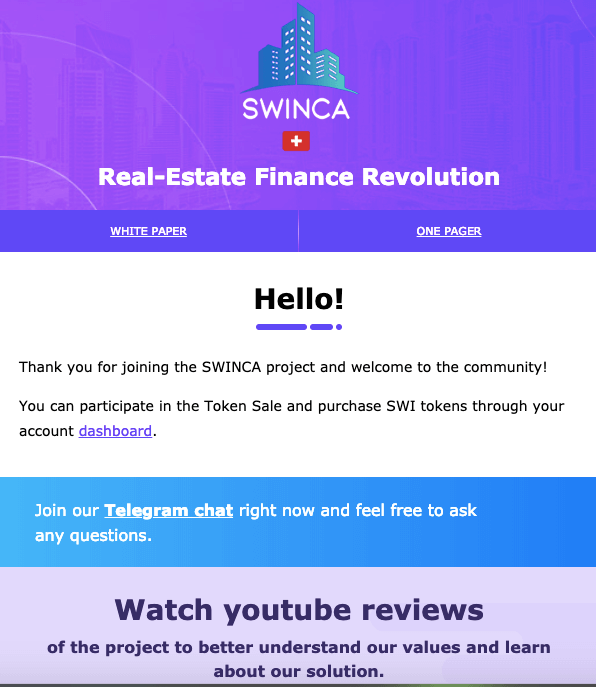 SWINCA
Real-Estate Finance Revolution
WHITE PAPER
ONE PAGER
Hello!
Thank you for joining the SWINCA project and welcome to the community!
You can participate in the Token Sale and purchase SWI tokens through your
account dashboard.
Join our Telegram chat right now and feel free to ask
any questions.
Watch youtube reviews
of the project to better understand our values and learn
about our solution.